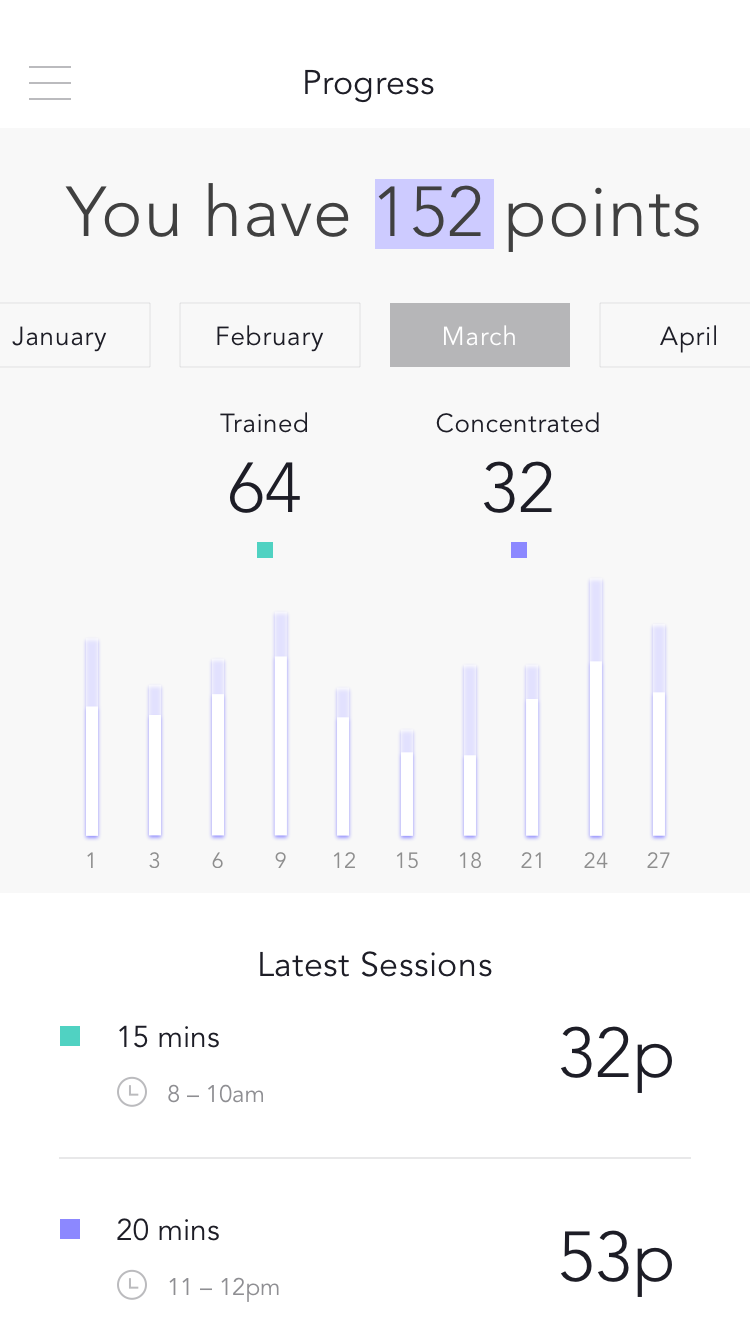 Progress
You have 152 points
January February March April
Trained Concentrated
64 32
1 3 6 9 12 15 18 21 24 27
Latest Sessions
15 mins
32p
8 – 10am
20 mins
53p
11 – 12pm